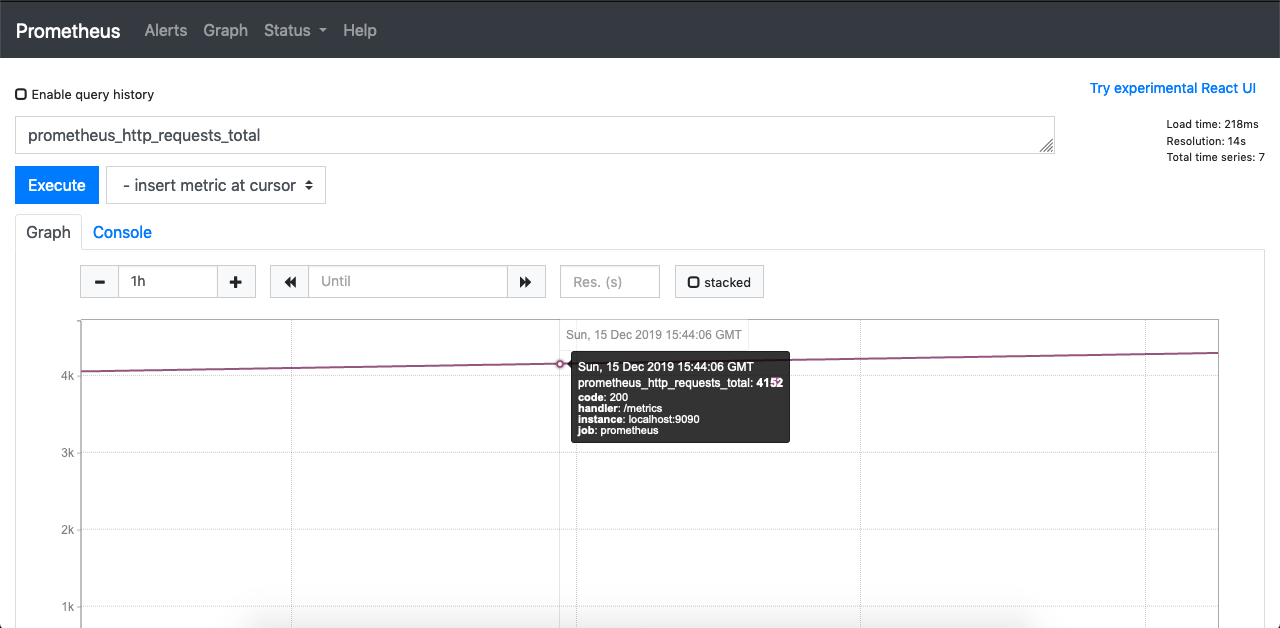 Prometheus Alerts Graph Status Help
Enable query history
Try experimental React UI
prometheus_http_requests_total
Load time: 218ms
Resolution: 14s
Total time series: 7
Execute
- insert metric at cursor
Graph Console
1h
Until
Res. (s)
stacked
Sun, 15 Dec 2019 15:44:06 GMT
Sun, 15 Dec 2019 15:44:06 GMT
prometheus_http_requests_total: 4152
code: 200
handler: /metrics
instance: localhost:9090
job: prometheus
4k
3k
2k
1k